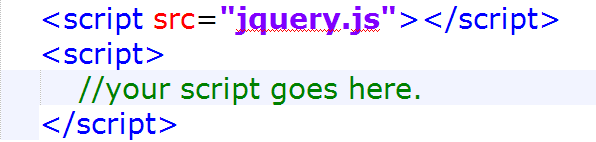 <script src="jquery.js"></script>
<script>
//your script goes here.
</script>